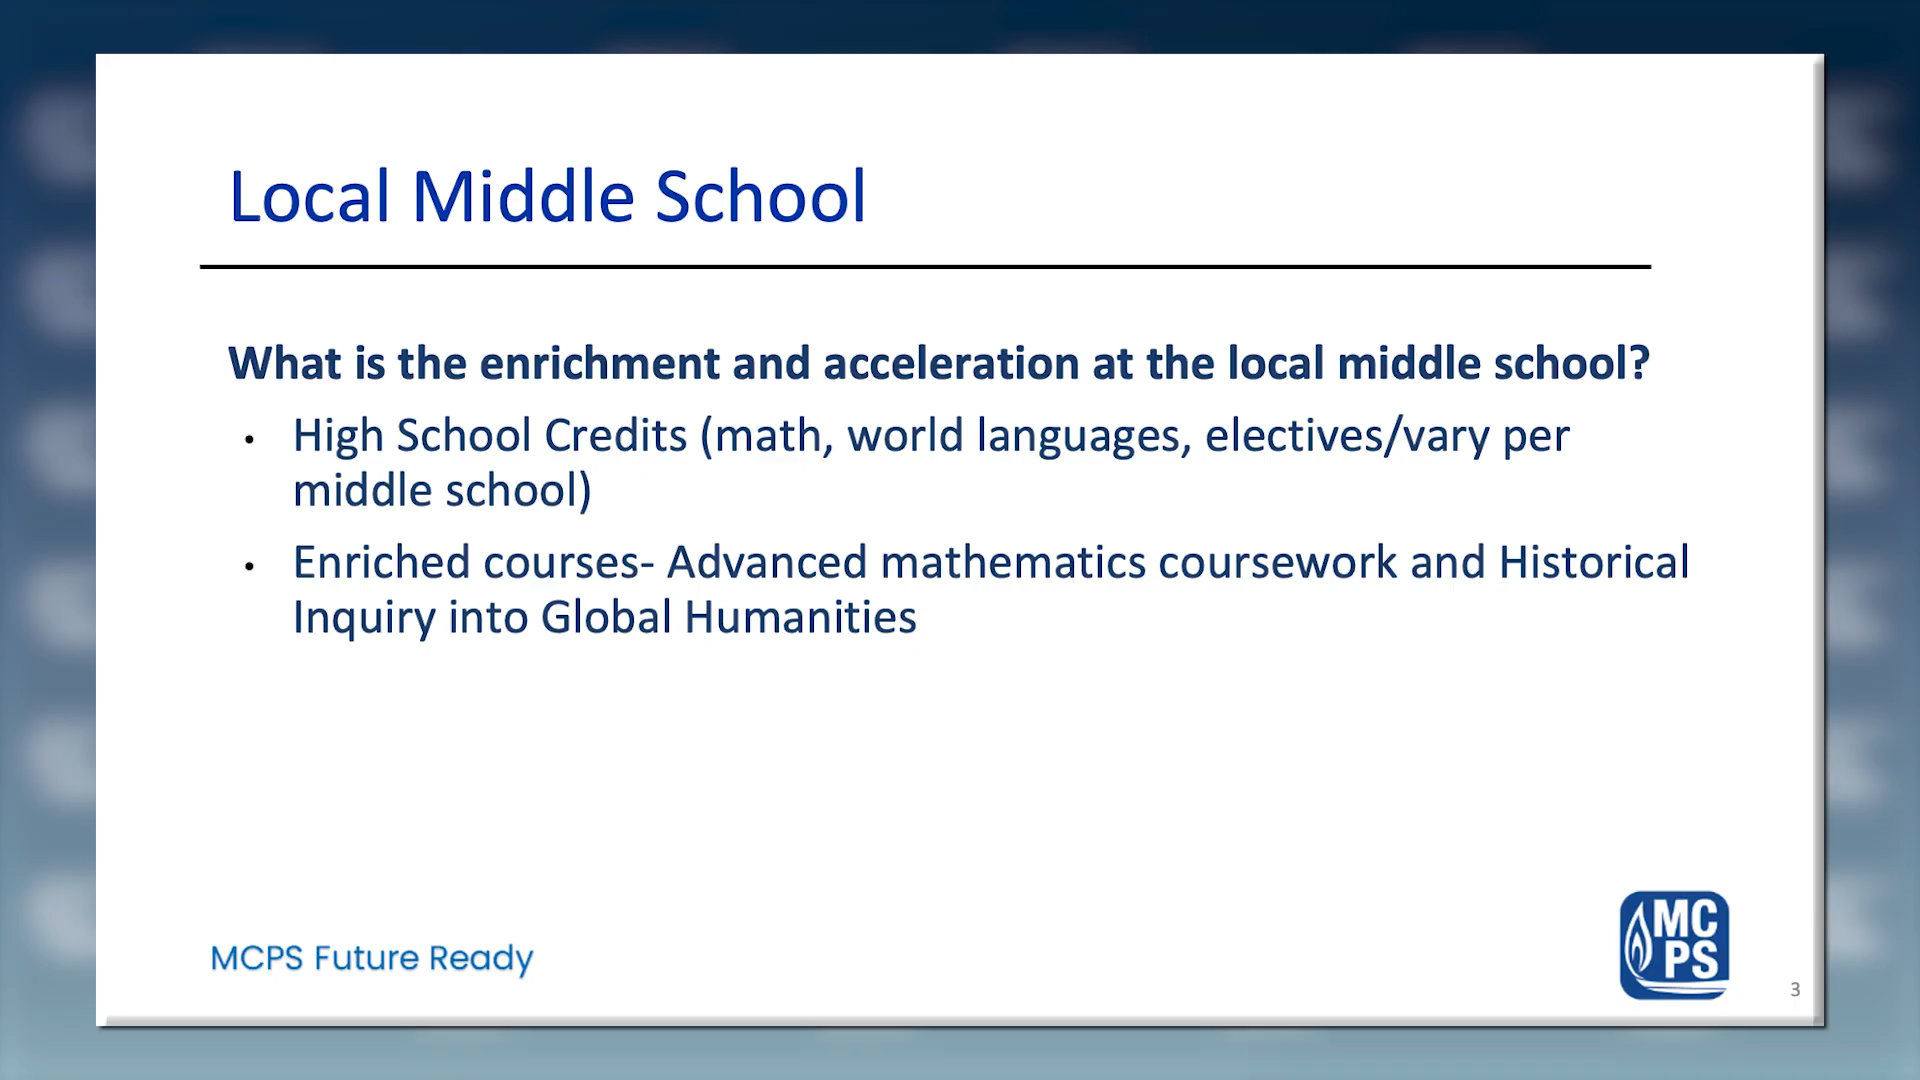 Local Middle School
What is the enrichment and acceleration at the local middle school?
• High School Credits (math, world languages, electives/vary per
middle school)
• Enriched courses- Advanced mathematics coursework and Historical
Inquiry into Global Humanities
MCPS Future Ready
MC
PS
3